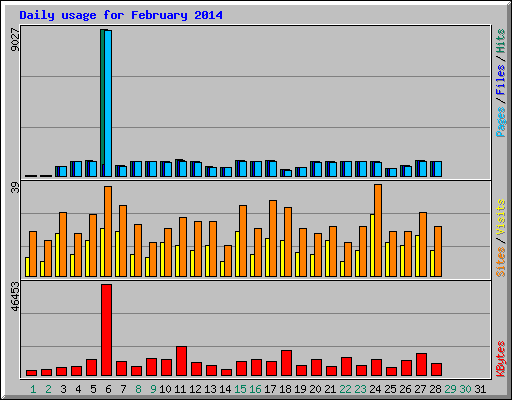 Daily usage for February 2014
9027
Pages / Files / Hits
39
Sites / Visits
46453
KBytes
1 2 3 4 5 6 7 8 9 10 11 12 13 14 15 16 17 18 19 20 21 22 23 24 25 26 27 28 29 30 31